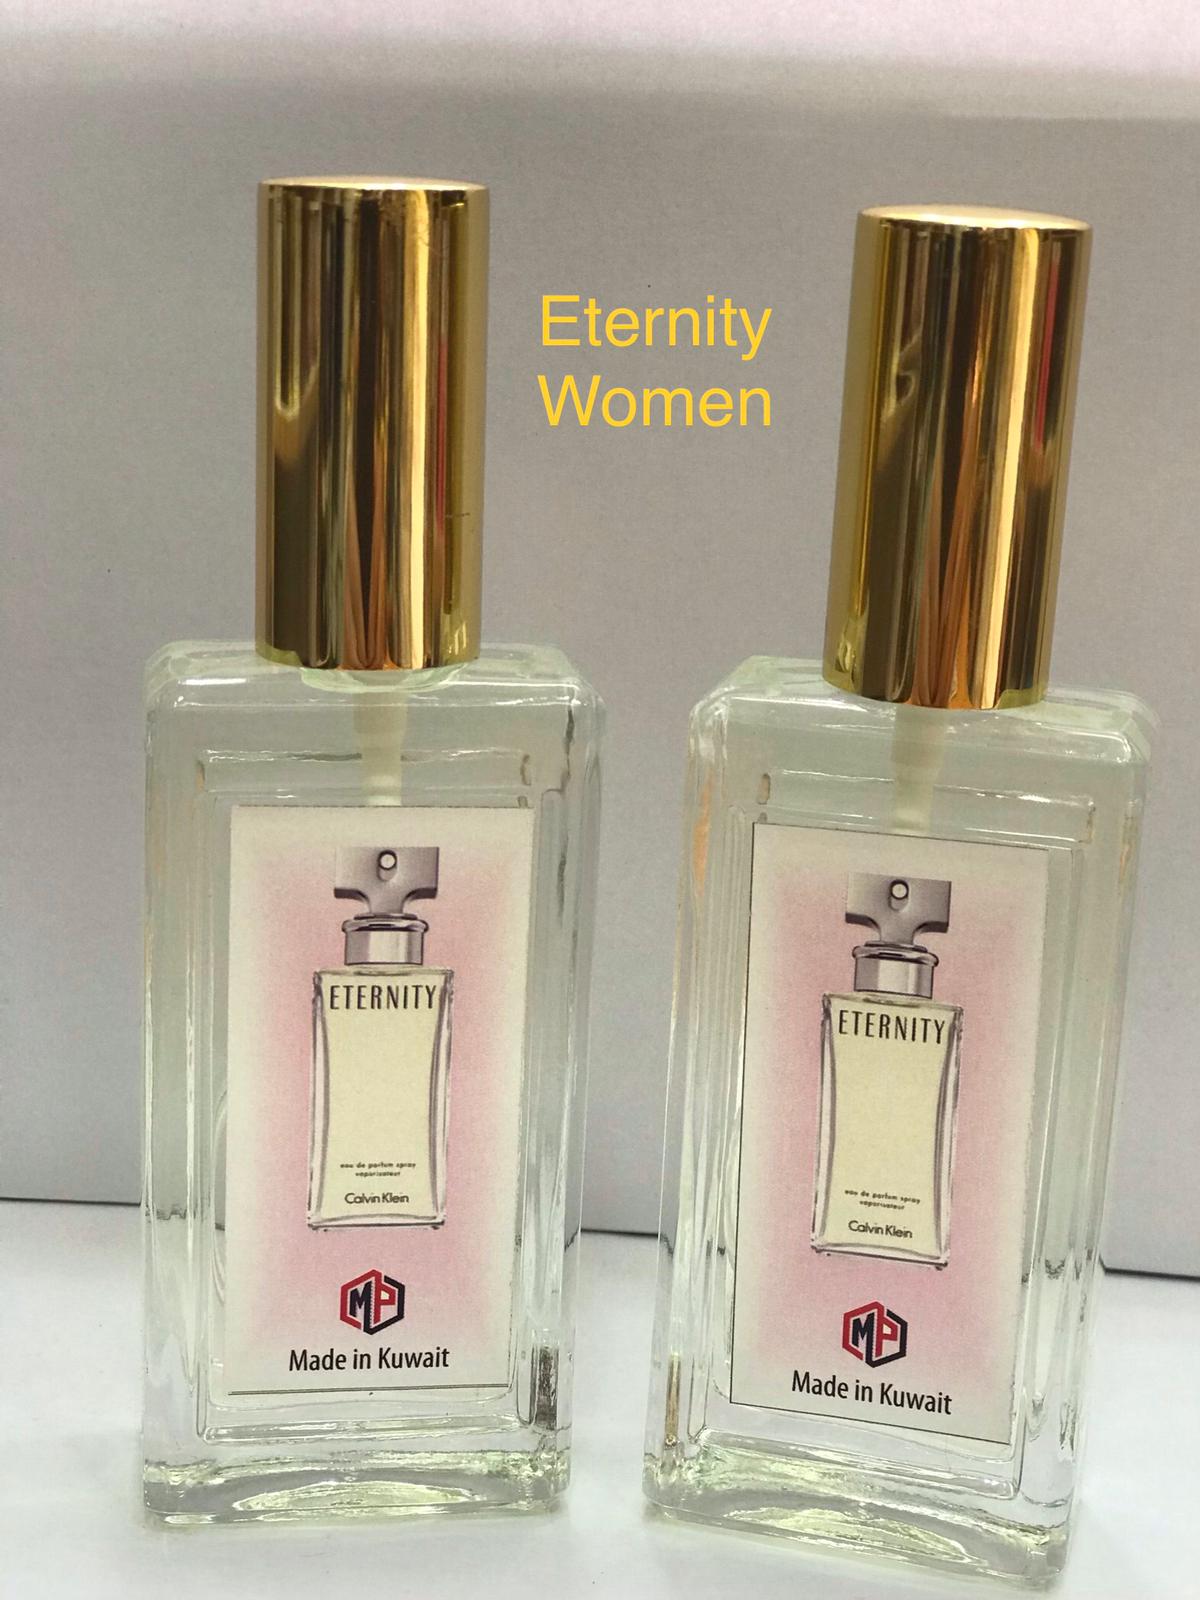 Eternity
Women
ETERNITY
eau de parfum spray
vaporisateur
Calvin Klein
MP
Made in Kuwait
ETERNITY
eau de parfum spray
vaporisateur
Calvin Klein
MP
Made in Kuwait